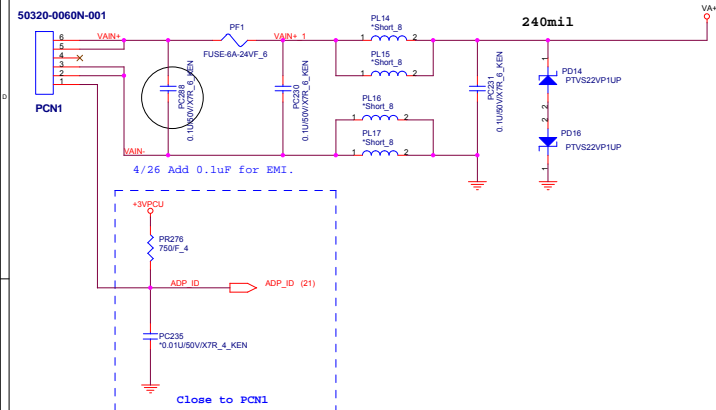 50320-0060N-001
PF1
PL14
*Short_8
240mil
VA+
6
5
4
3
2
1
VAIN+
VAIN+_1
1
2
FUSE-6A-24VF_6
PL15
*Short_8
1
2
PC288
0.1U/50V/X7R_6_KEN
PC230
0.1U/50V/X7R_6_KEN
PC231
0.1U/50V/X7R_6_KEN
PD14
PTVS22VP1UP
1
2
PCN1
PL16
*Short_8
1
2
PL17
*Short_8
1
2
2
1
PD16
PTVS22VP1UP
VAIN-
D
4/26 Add 0.1uF for EMI.
+3VPCU
PR276
750/F_4
ADP_ID
ADP_ID (21)
PC235
*0.01U/50V/X7R_4_KEN
Close to PCN1